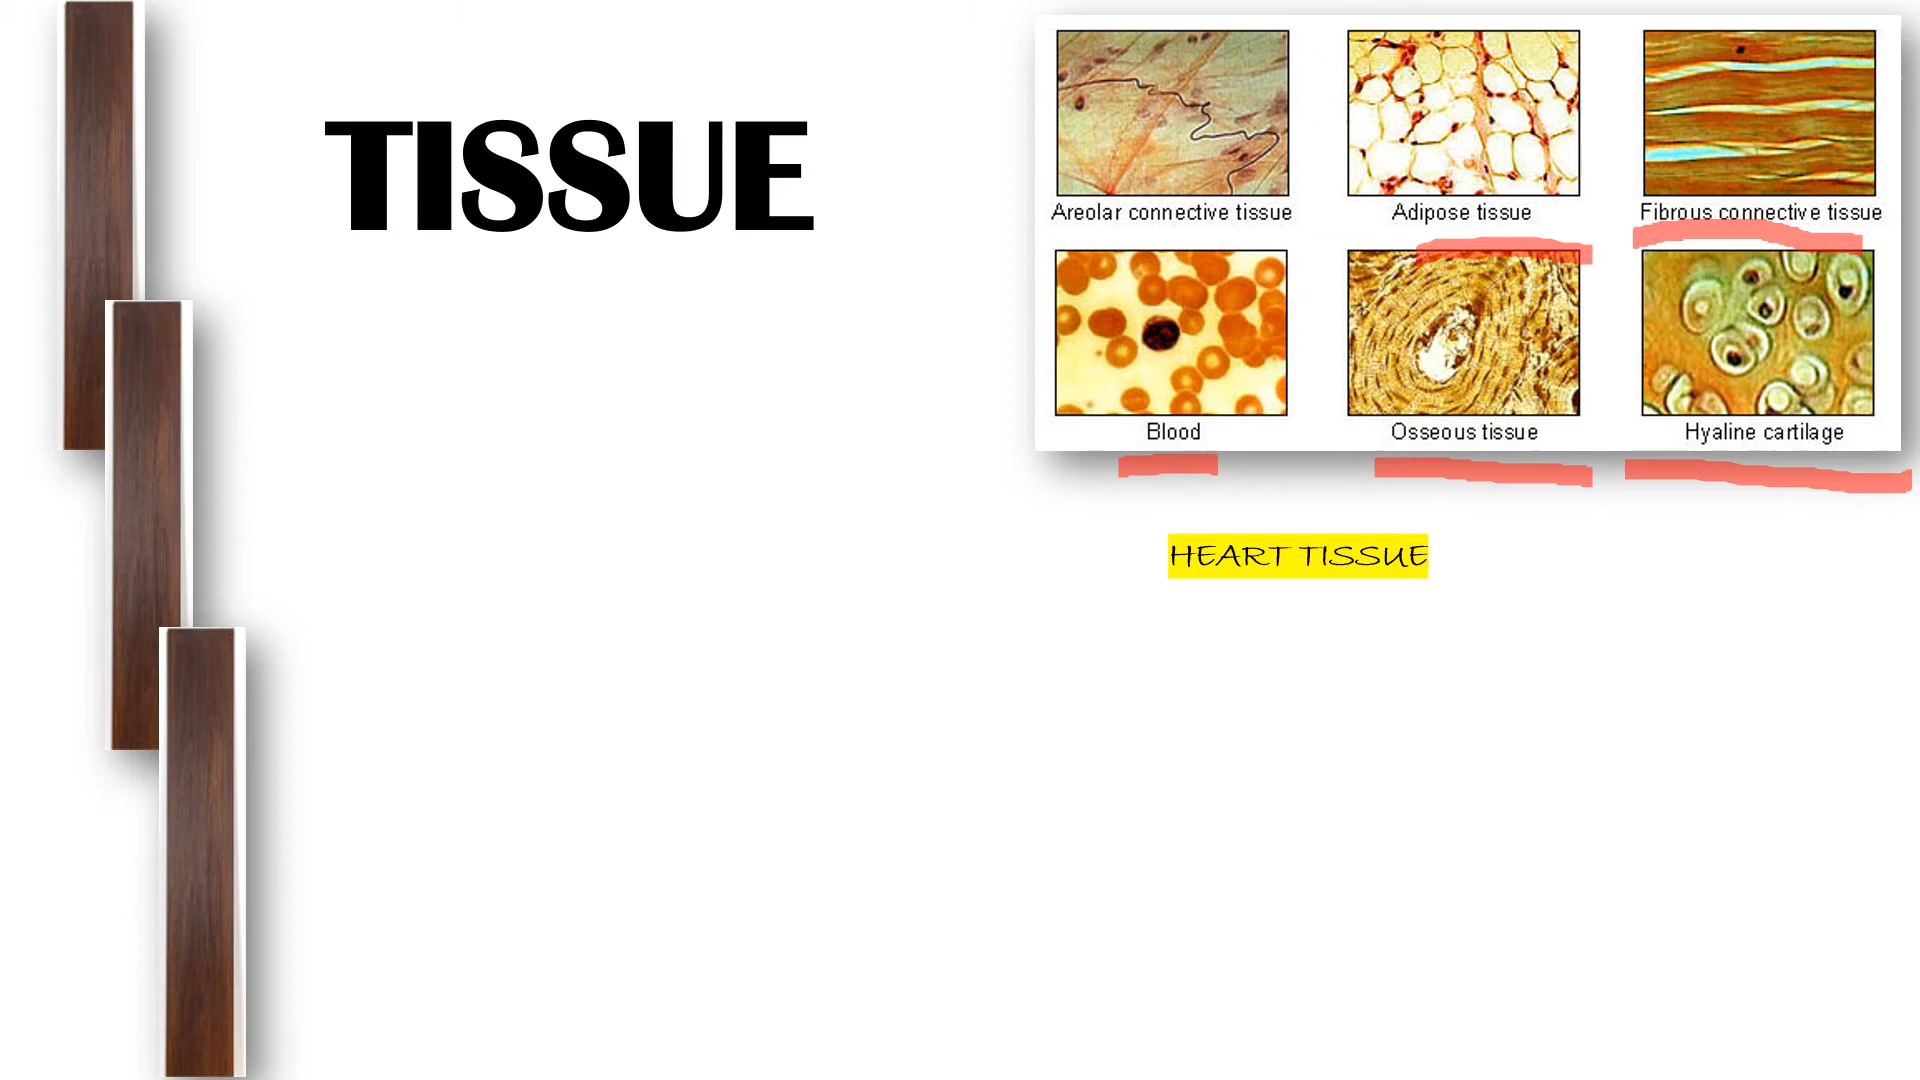 TISSUE
Areolar connective tissue
Adipose tissue
Fibrous connective tissue
Blood
Osseous tissue
Hyaline cartilage
HEART TISSUE